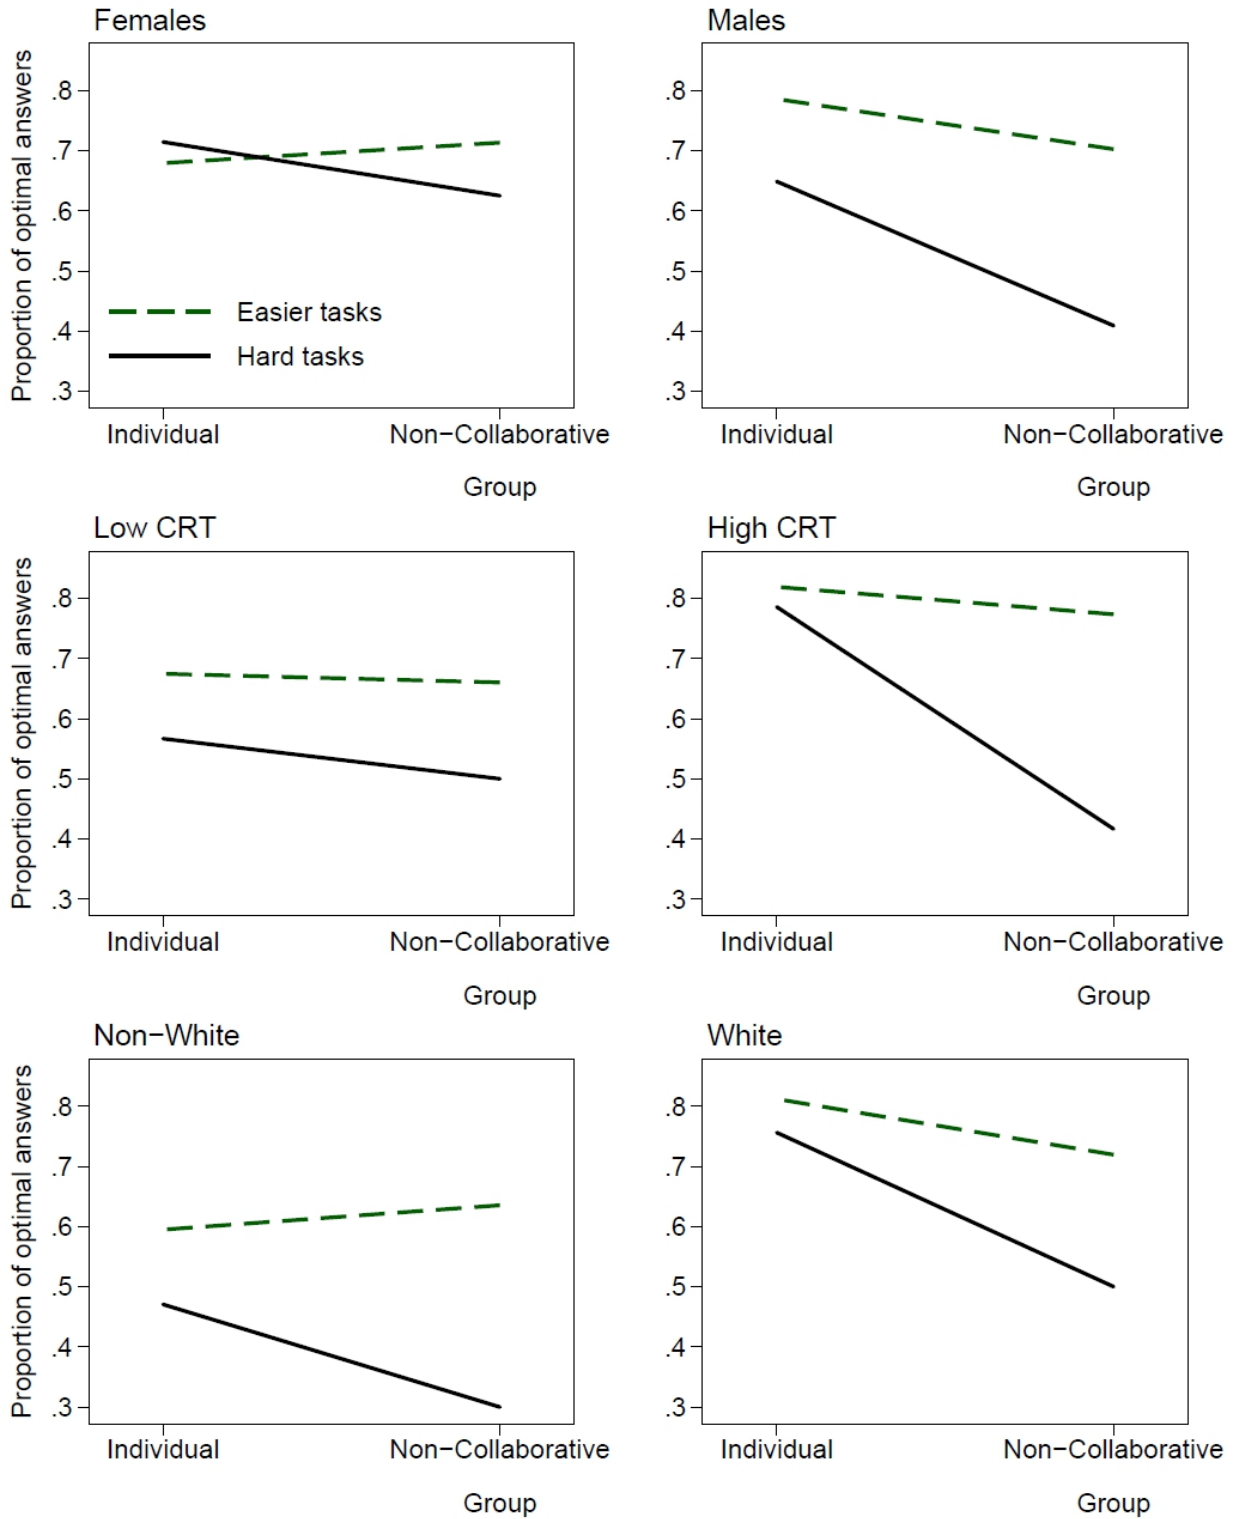 Females
Proportion of optimal answers
.8
.7
.6
.5
.4
.3
Easier tasks
Hard tasks
Individual
Non−Collaborative
Group
Males
.8
.7
.6
.5
.4
.3
Individual
Non−Collaborative
Group
Low CRT
Proportion of optimal answers
.8
.7
.6
.5
.4
.3
Individual
Non−Collaborative
Group
High CRT
.8
.7
.6
.5
.4
.3
Individual
Non−Collaborative
Group
Non−White
Proportion of optimal answers
.8
.7
.6
.5
.4
.3
Individual
Non−Collaborative
Group
White
.8
.7
.6
.5
.4
.3
Individual
Non−Collaborative
Group